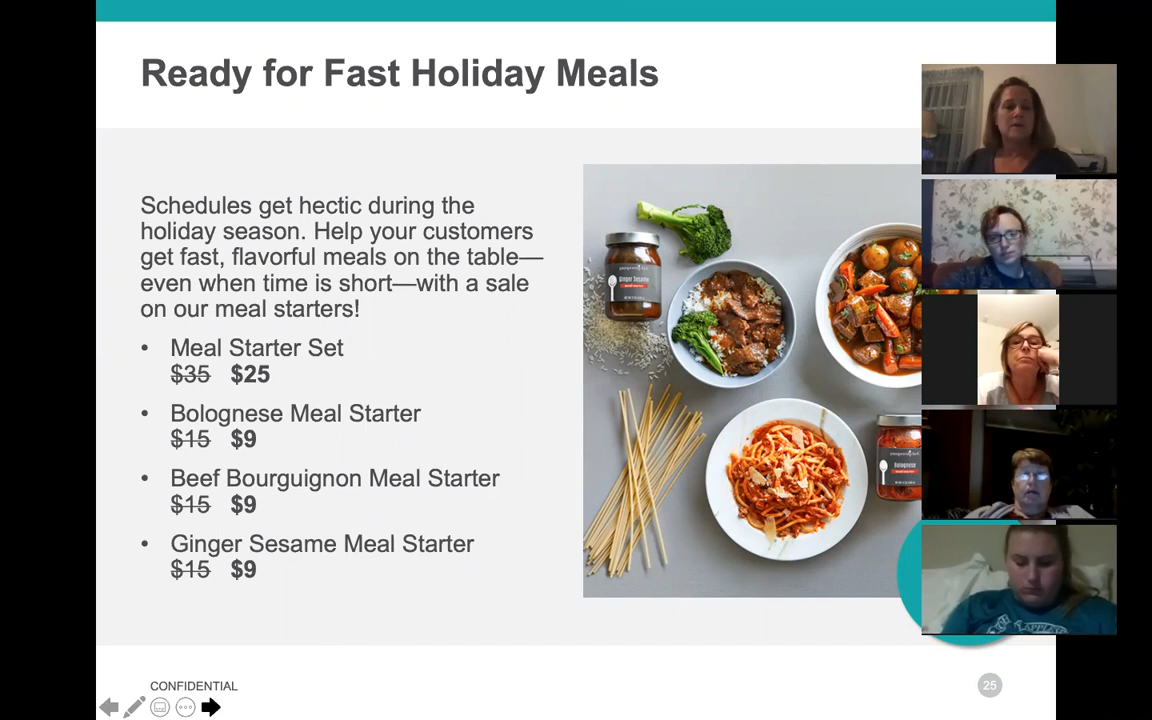 Ready for Fast Holiday Meals
Schedules get hectic during the
holiday season. Help your customers
get fast, flavorful meals on the table—
even when time is short—with a sale
on our meal starters!
• Meal Starter Set
$35 $25
• Bolognese Meal Starter
$15 $9
• Beef Bourguignon Meal Starter
$15 $9
• Ginger Sesame Meal Starter
$15 $9
Ginger Sesame
Bolognese
CONFIDENTIAL
25